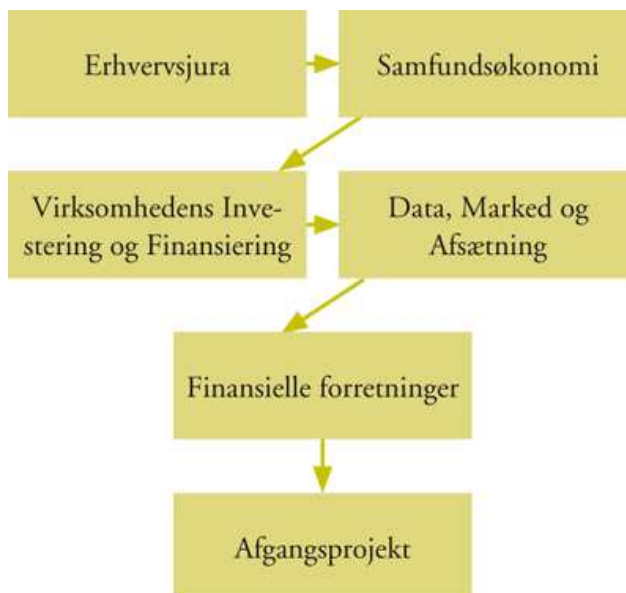 Erhvervsjura
Samfundsøkonomi
Virksomhedens Inve-
stering og Finansiering
Data, Marked og
Afsætning
Finansielle forretninger
Afgangsprojekt